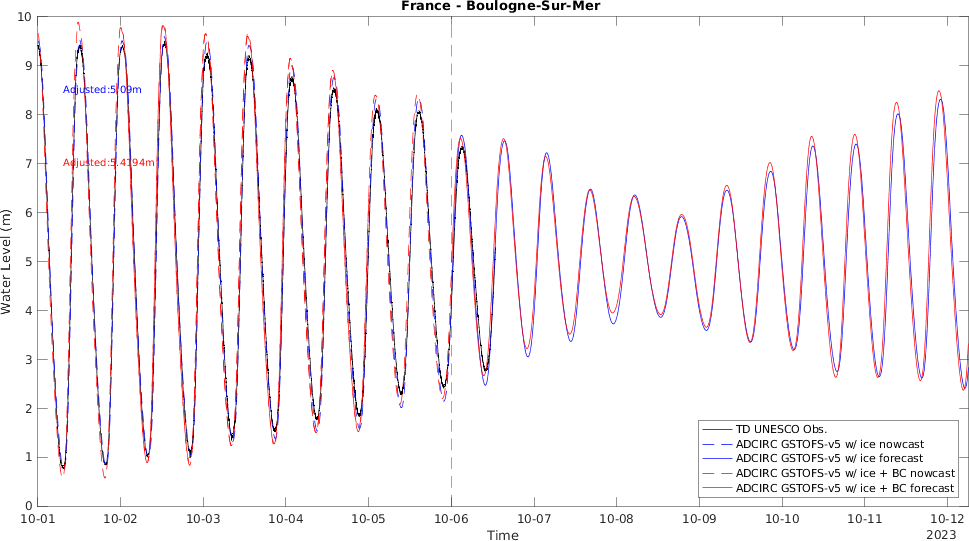 France - Boulogne-Sur-Mer
10
9
8
7
6
5
4
3
2
1
0
Water Level (m)
Adjusted:5.09m
Adjusted:5.4194m
TD UNESCO Obs.
ADCIRC GSTOFS-v5 w/ ice nowcast
ADCIRC GSTOFS-v5 w/ ice forecast
ADCIRC GSTOFS-v5 w/ ice + BC nowcast
ADCIRC GSTOFS-v5 w/ ice + BC forecast
10-01 10-02 10-03 10-04 10-05 10-06 10-07 10-08 10-09 10-10 10-11 10-12
Time 2023